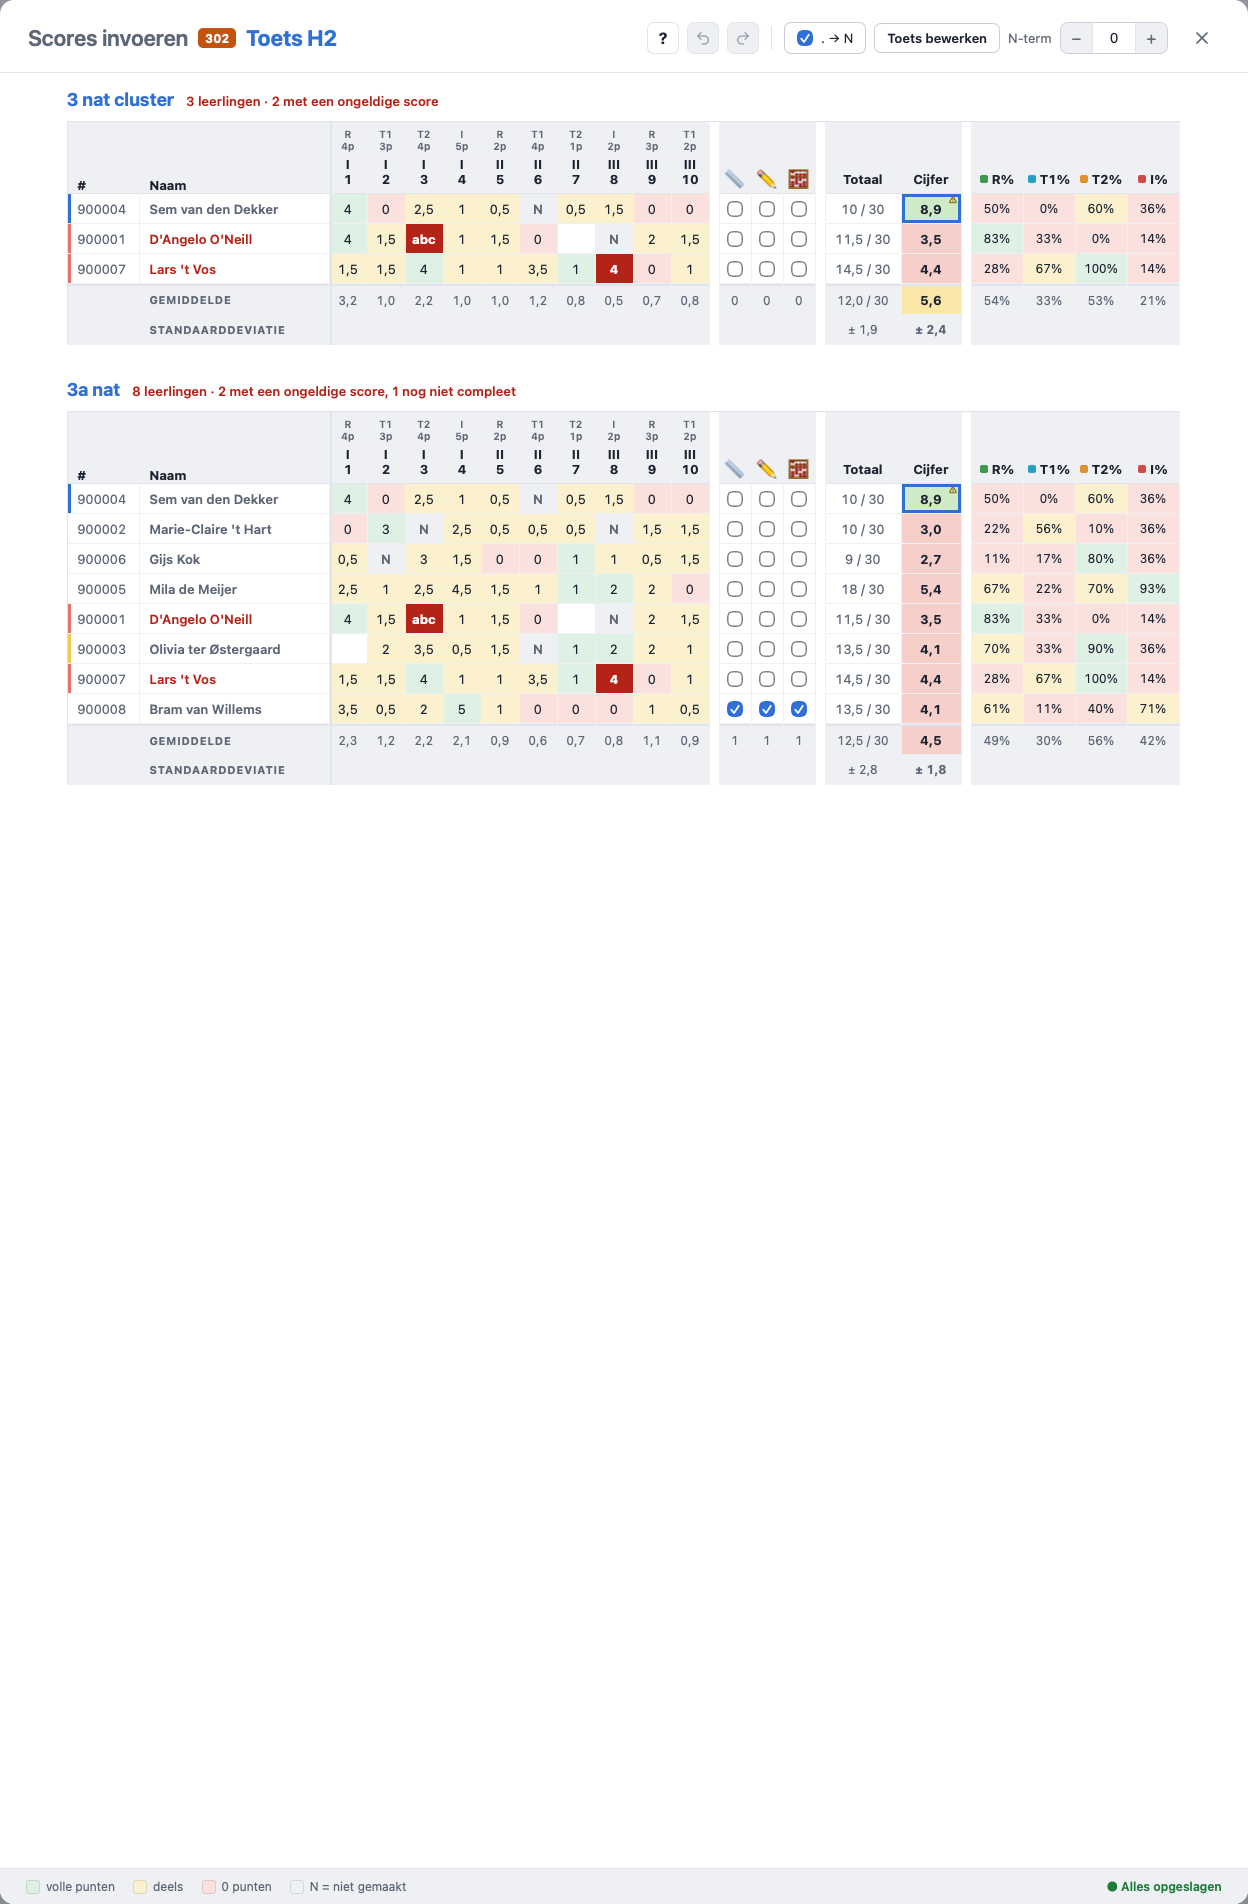 Scores invoeren 302 Toets H2 ? . → N Toets bewerken N-term − 0 +
3 nat cluster 3 leerlingen · 2 met een ongeldige score
R T1 T2 I R T1 T2 I R T1
4p 3p 4p 5p 2p 4p 1p 2p 3p 2p
I I I I II II II III III III
# Naam 1 2 3 4 5 6 7 8 9 10 Totaal Cijfer R% T1% T2% I%
900004 Sem van den Dekker 4 0 2,5 1 0,5 N 0,5 1,5 0 0 10 / 30 8,9 50% 0% 60% 36%
900001 D'Angelo O'Neill 4 1,5 abc 1 1,5 0 N 2 1,5 11,5 / 30 3,5 83% 33% 0% 14%
900007 Lars 't Vos 1,5 1,5 4 1 1 3,5 1 4 0 1 14,5 / 30 4,4 28% 67% 100% 14%
GEMIDDELDE 3,2 1,0 2,2 1,0 1,0 1,2 0,8 0,5 0,7 0,8 0 0 0 12,0 / 30 5,6 54% 33% 53% 21%
STANDAARDDEVIATIE ± 1,9 ± 2,4
3a nat 8 leerlingen · 2 met een ongeldige score, 1 nog niet compleet
R T1 T2 I R T1 T2 I R T1
4p 3p 4p 5p 2p 4p 1p 2p 3p 2p
I I I I II II II III III III
# Naam 1 2 3 4 5 6 7 8 9 10 Totaal Cijfer R% T1% T2% I%
900004 Sem van den Dekker 4 0 2,5 1 0,5 N 0,5 1,5 0 0 10 / 30 8,9 50% 0% 60% 36%
900002 Marie-Claire 't Hart 0 3 N 2,5 0,5 0,5 0,5 N 1,5 1,5 10 / 30 3,0 22% 56% 10% 36%
900006 Gijs Kok 0,5 N 3 1,5 0 0 1 1 0,5 1,5 9 / 30 2,7 11% 17% 80% 36%
900005 Mila de Meijer 2,5 1 2,5 4,5 1,5 1 1 2 2 0 18 / 30 5,4 67% 22% 70% 93%
900001 D'Angelo O'Neill 4 1,5 abc 1 1,5 0 N 2 1,5 11,5 / 30 3,5 83% 33% 0% 14%
900003 Olivia ter Østergaard 2 3,5 0,5 1,5 N 1 2 2 1 13,5 / 30 4,1 70% 33% 90% 36%
900007 Lars 't Vos 1,5 1,5 4 1 1 3,5 1 4 0 1 14,5 / 30 4,4 28% 67% 100% 14%
900008 Bram van Willems 3,5 0,5 2 5 1 0 0 0 1 0,5 13,5 / 30 4,1 61% 11% 40% 71%
GEMIDDELDE 2,3 1,2 2,2 2,1 0,9 0,6 0,7 0,8 1,1 0,9 1 1 1 12,5 / 30 4,5 49% 30% 56% 42%
STANDAARDDEVIATIE ± 2,8 ± 1,8
volle punten deels 0 punten N = niet gemaakt Alles opgeslagen